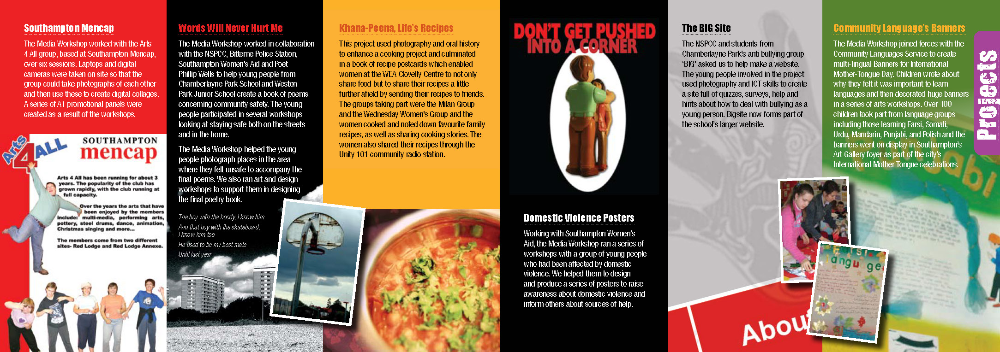 Southampton Mencap
The Media Workshop worked with the Arts
4 All group, based at Southampton Mencap,
over six sessions. Laptops and digital
cameras were taken on site so that the
group could take photographs of each other
and then use these to create digital collages.
A series of A1 promotional panels were
created as a result of the workshops.
Arts
4 ALL
SOUTHAMPTON
mencap
Arts 4 All has been running for about 3
years. The popularity of the club has
grown rapidly, with the club running at
full capacity.
Over the years the arts that have
been enjoyed by the members
include: multi-media, performing arts,
pottery, steel drums, dance, animation,
Christmas singing and more...
The members come from two different
sites- Red Lodge and Red Lodge Annexe.
Words Will Never Hurt Me
The Media Workshop worked in collaboration
with the NSPCC, Bitterne Police Station,
Southampton Women's Aid and Poet
Phillip Wells to help young people from
Chamberlayne Park School and Weston
Park Junior School create a book of poems
concerning community safety. The young
people participated in several workshops
looking at staying safe both on the streets
and in the home.
The Media Workshop helped the young
people photograph places in the area
where they felt unsafe to accompany the
final poems. We also ran art and design
workshops to support them in designing
the final poetry book.
The boy with the hoody, I know him
And that boy with the skateboard,
I know him too
He used to be my best mate
Until last year
Khana-Peena, Life's Recipes
This project used photography and oral history
to enhance a cooking project and culminated
in a book of recipe postcards which enabled
women at the WEA Clovelly Centre to not only
share food but to share their recipes a little
further afield by sending their recipes to friends.
The groups taking part were the Milan Group
and the Wednesday Women's Group and the
women cooked and noted down favourite family
recipes, as well as sharing cooking stories. The
women also shared their recipes through the
Unity 101 community radio station.
DON'T GET PUSHED
INTO A CORNER
Domestic Violence Posters
Working with Southampton Women's
Aid, the Media Workshop ran a series of
workshops with a group of young people
who had been affected by domestic
violence. We helped them to design
and produce a series of posters to raise
awareness about domestic violence and
inform others about sources of help.
The BIG Site
The NSPCC and students from
Chamberlayne Park's anti bullying group
'BIG' asked us to help make a website.
The young people involved in the project
used photography and ICT skills to create
a site full of quizzes, surveys, help and
hints about how to deal with bullying as a
young person. Bigsite now forms part of
the school's larger website.
Abou
Community Language's Banners
The Media Workshop joined forces with the
Community Languages Service to create
multi-lingual Banners for International
Mother-Tongue Day. Children wrote about
why they felt it was important to learn
languages and then decorated huge banners
in a series of arts workshops. Over 100
children took part from language groups
including those learning Farsi, Somali,
Urdu, Mandarin, Punjabi, and Polish and the
banners went on display in Southampton's
Art Gallery foyer as part of the city's
International Mother Tongue celebrations.
Farsi
langu ge
Projects